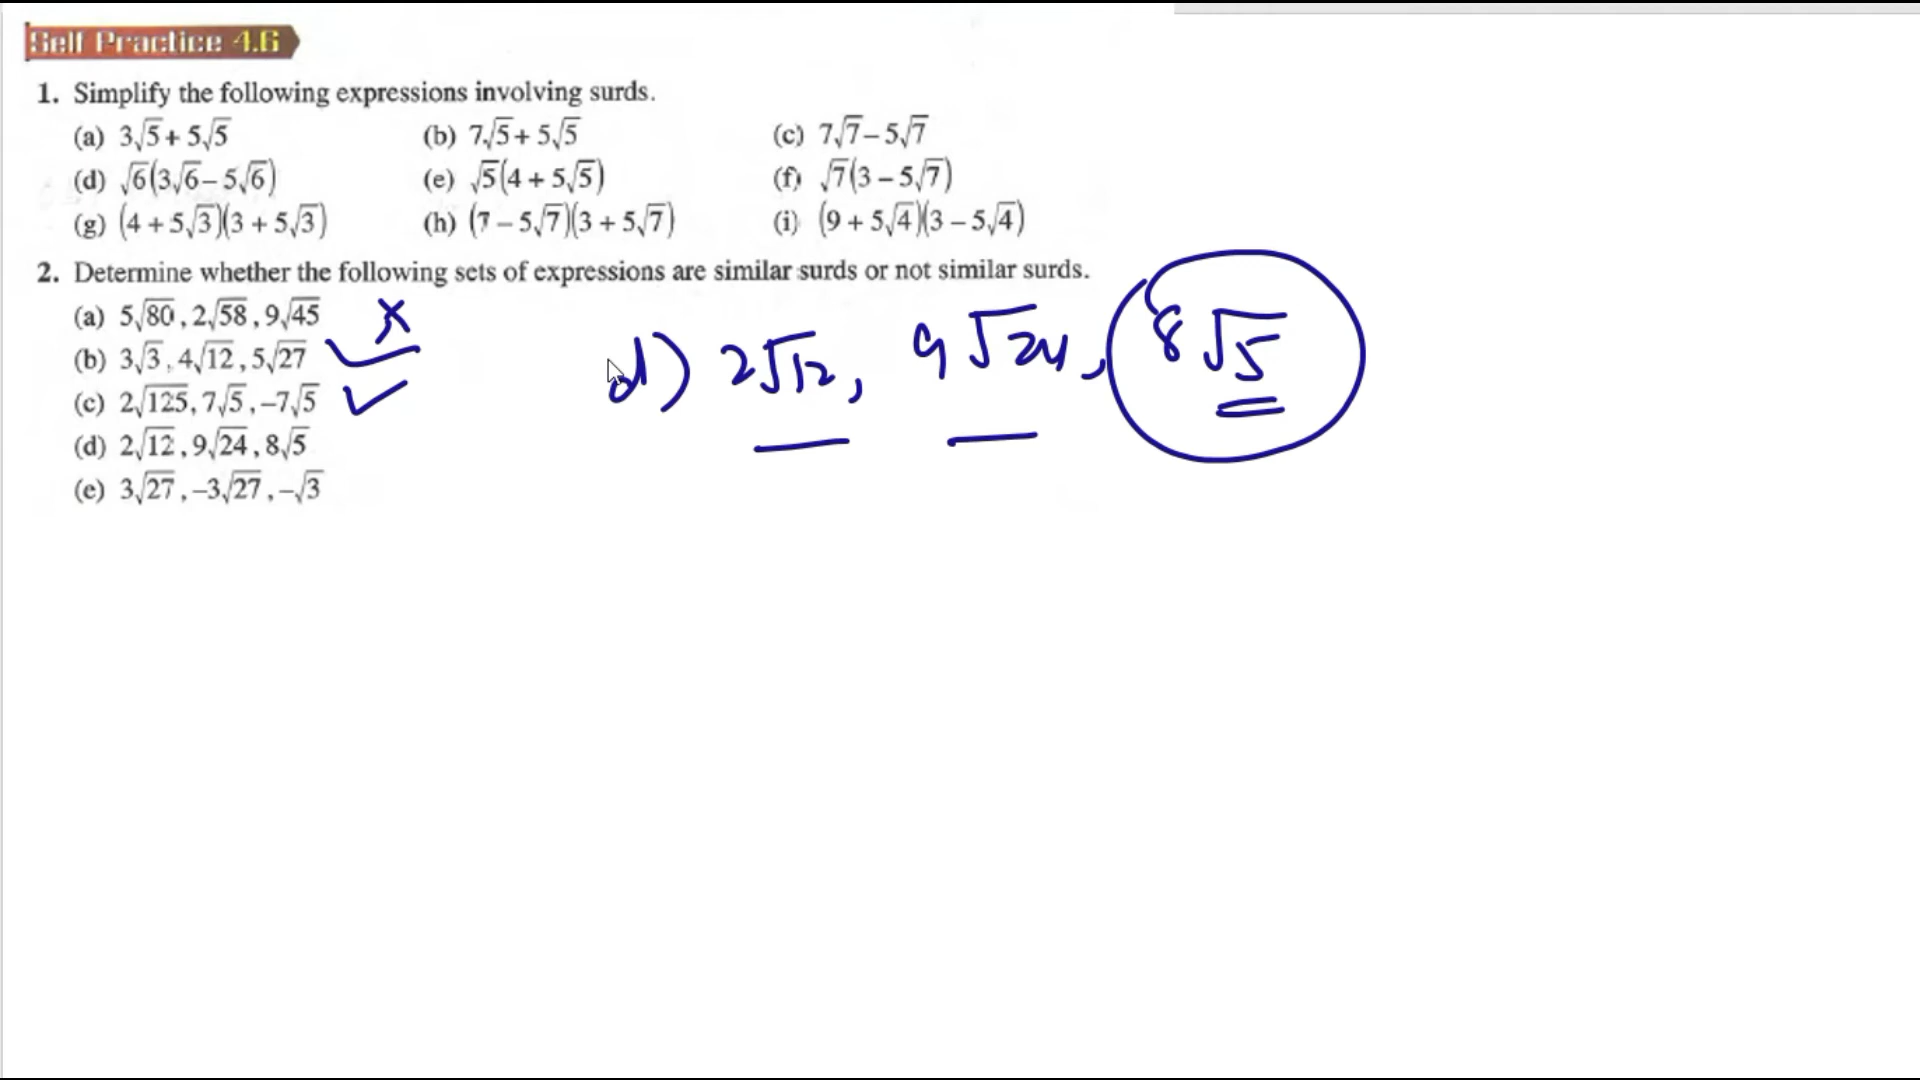 Self Practice 4.6
1. Simplify the following expressions involving surds.
(a) 3√5 + 5√5 (b) 7√5 + 5√5 (c) 7√7 – 5√7
(d) √6(3√6 – 5√6) (e) √5(4 + 5√5) (f) √7(3 – 5√7)
(g) (4 + 5√3)(3 + 5√3) (h) (7 – 5√7)(3 + 5√7) (i) (9 + 5√4)(3 – 5√4)
2. Determine whether the following sets of expressions are similar surds or not similar surds.
(a) 5√80, 2√58, 9√45 ✗
(b) 3√3, 4√12, 5√27 ✓
(c) 2√125, 7√5, –7√5 ✓
(d) 2√12, 9√24, 8√5
(e) 3√27, –3√27, –√3
d) 2√12, 9√24, 8√5